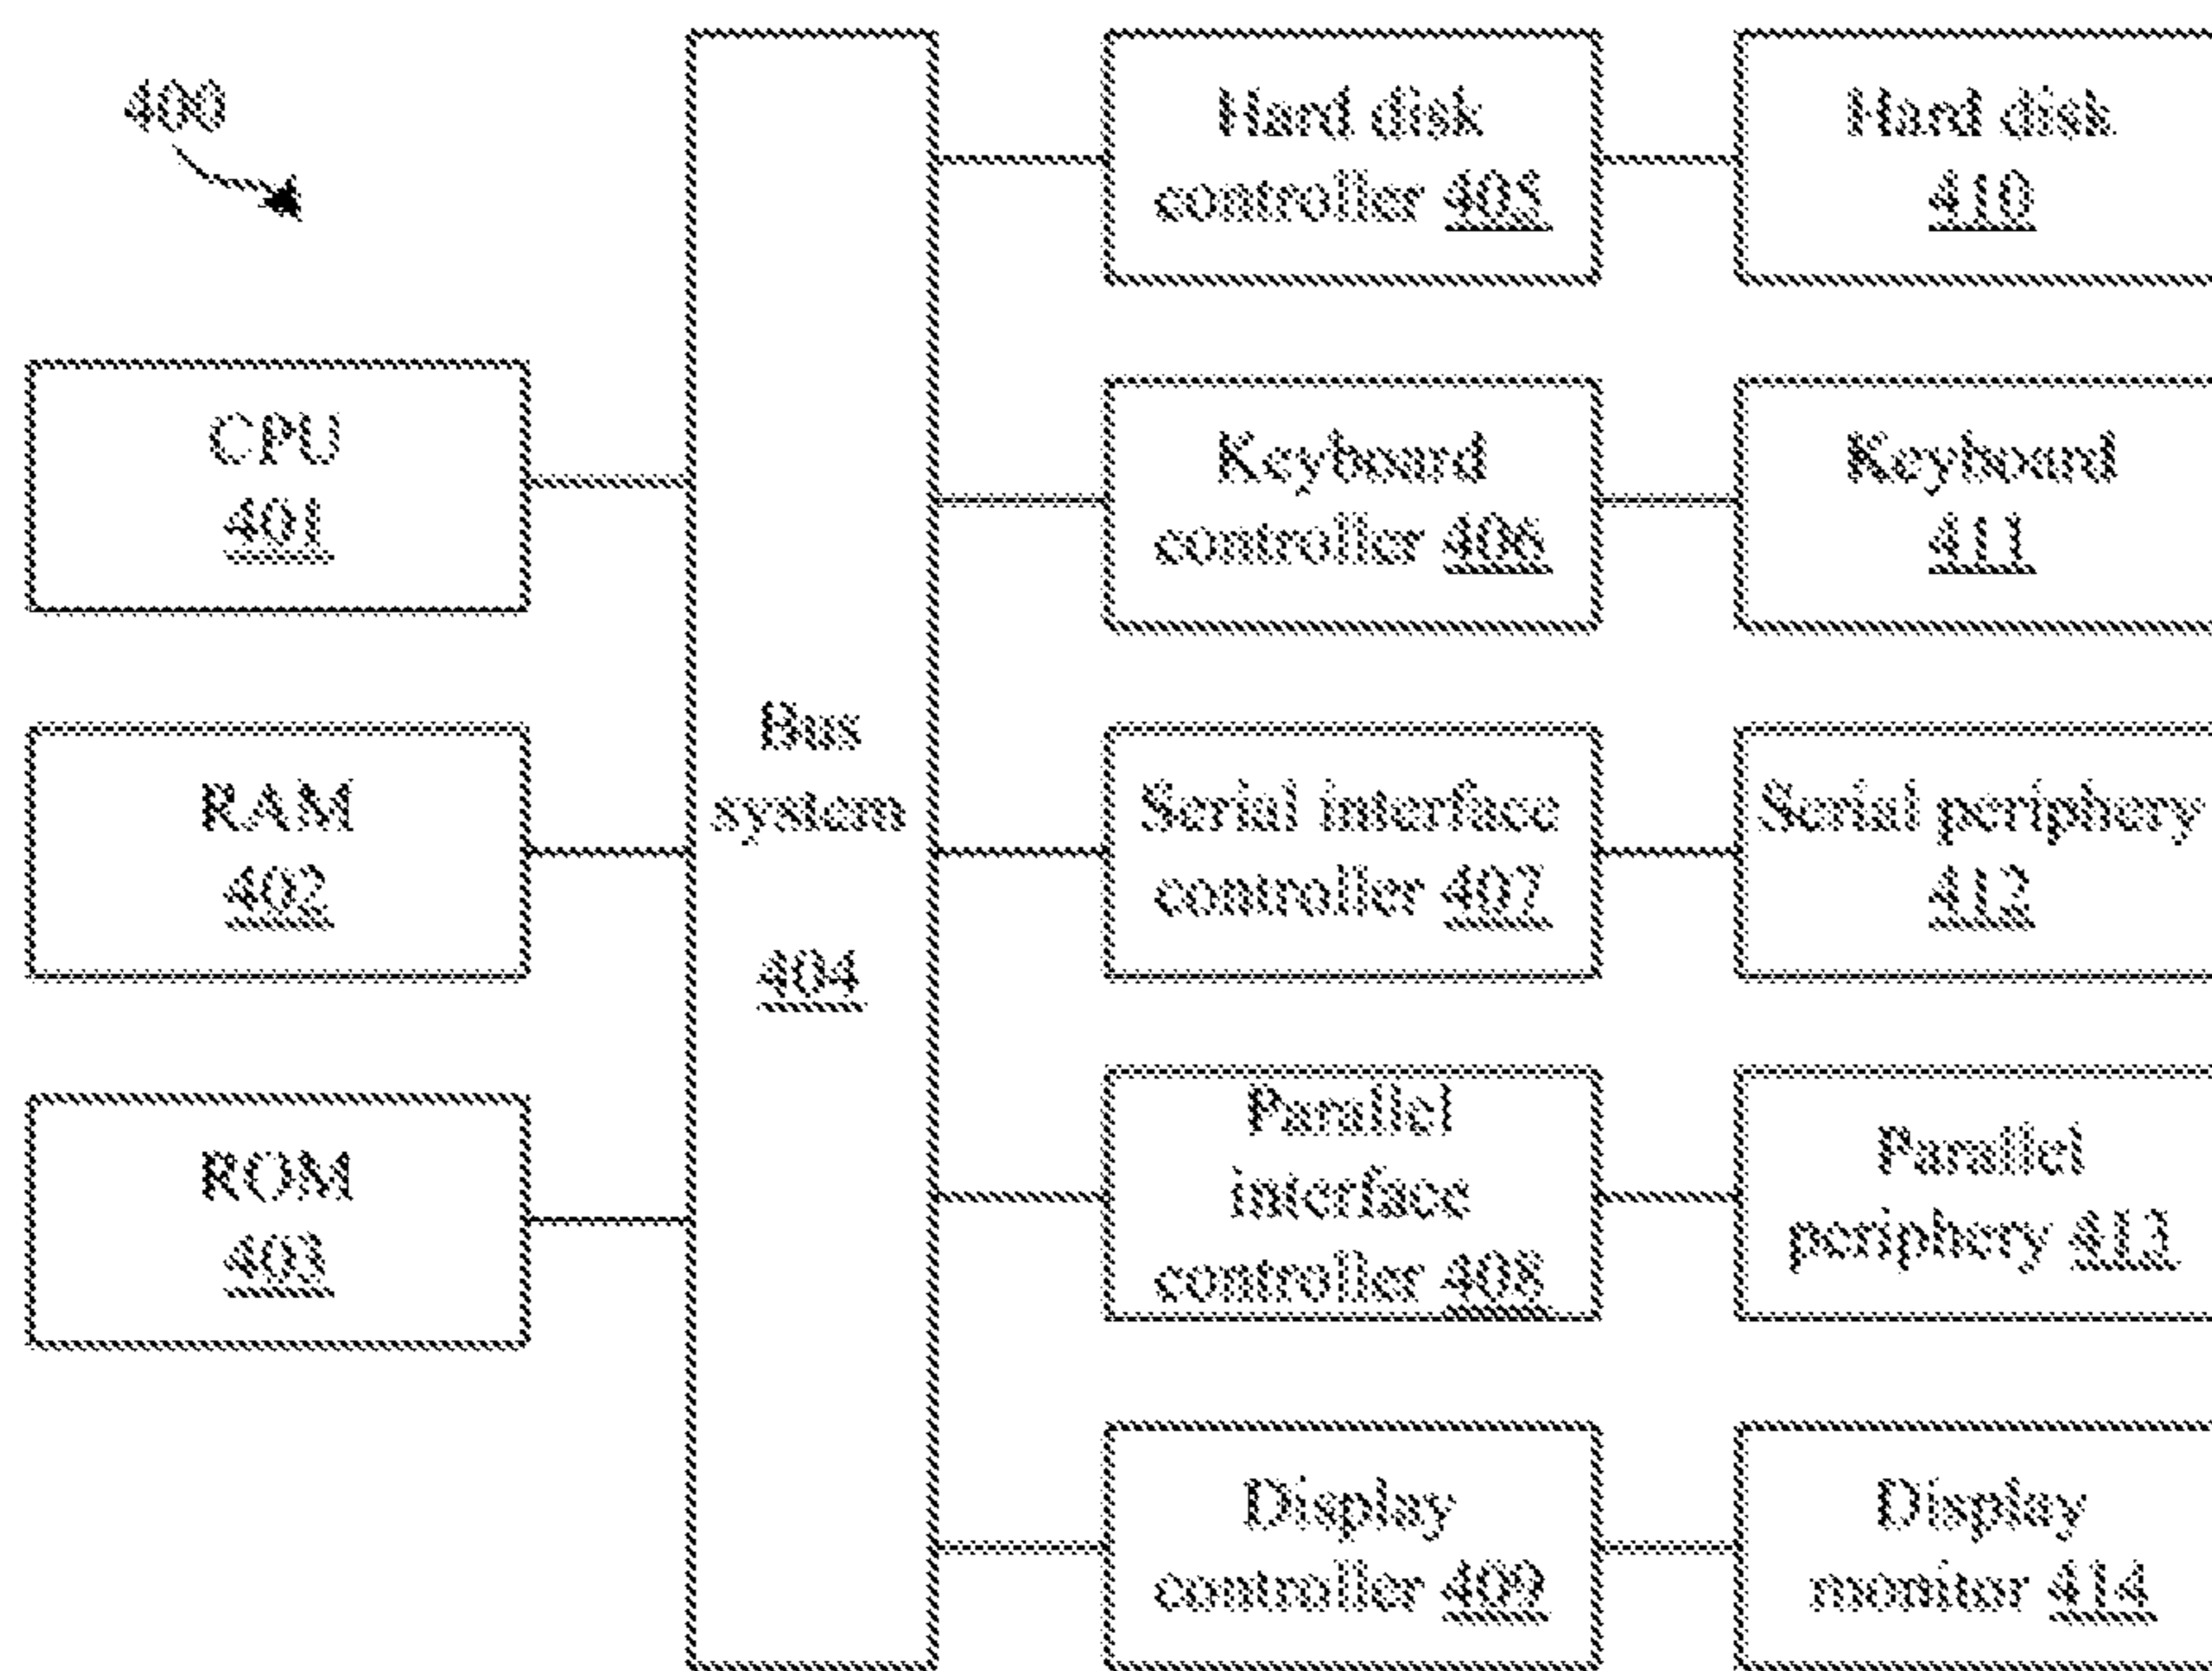 400
CPU
401
RAM
402
ROM
403
Bus
system
404
Hard disk
controller 405
Keyboard
controller 406
Serial interface
controller 407
Parallel
interface
controller 408
Display
controller 409
Hard disk
410
Keyboard
411
Serial periphery
412
Parallel
periphery 413
Display
monitor 414